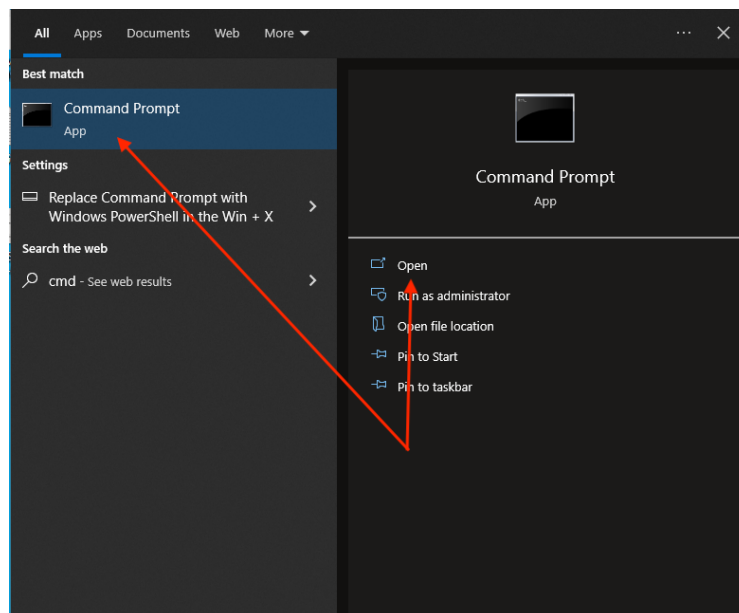 All Apps Documents Web More
Best match
Command Prompt
App
Settings
Replace Command Prompt with
Windows PowerShell in the Win + X
Search the web
cmd - See web results
Command Prompt
App
Open
Run as administrator
Open file location
Pin to Start
Pin to taskbar